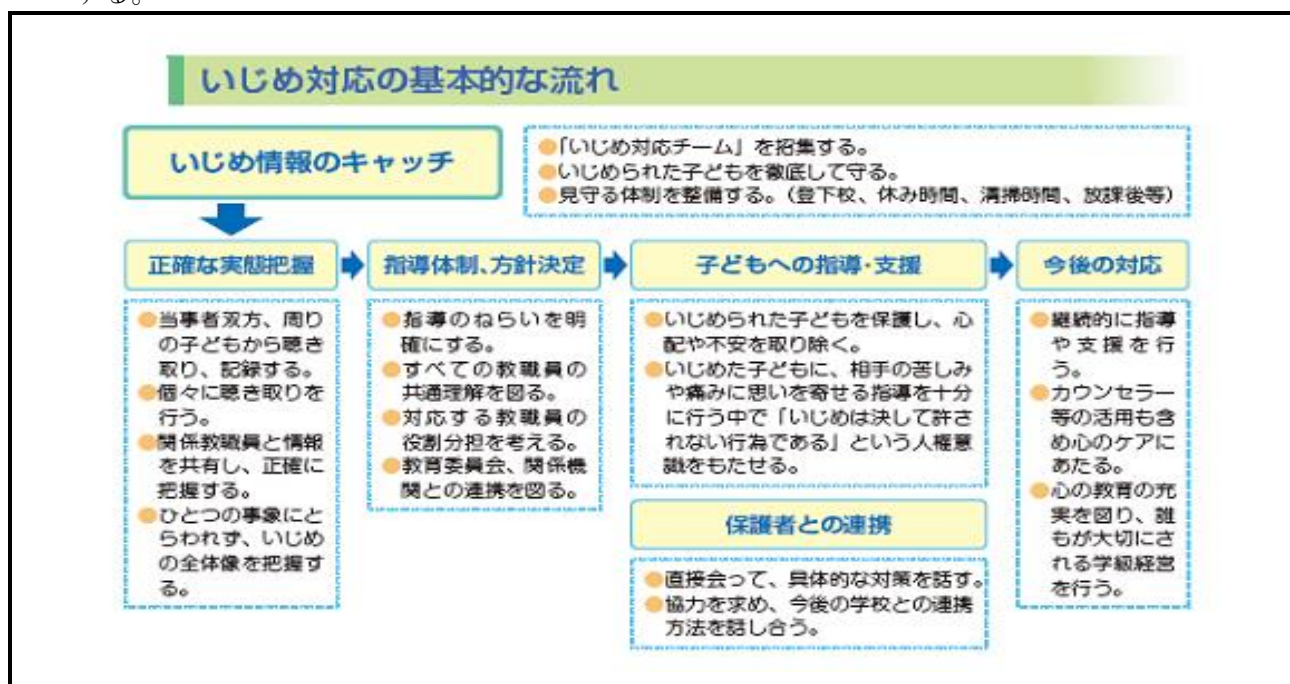 する。
いじめ対応の基本的な流れ
いじめ情報のキャッチ
●「いじめ対応チーム」を招集する。
●いじめられた子どもを徹底して守る。
●見守る体制を整備する。（登下校、休み時間、清掃時間、放課後等）
正確な実態把握
●当事者双方、周り
の子どもから聴き
取り、記録する。
●個々に聴き取りを
行う。
●関係教職員と情報
を共有し、正確に
把握する。
●ひとつの事象にと
らわれず、いじめ
の全体像を把握す
る。
指導体制、方針決定
●指導のねらいを明
確にする。
●すべての教職員の
共通理解を図る。
●対応する教職員の
役割分担を考える。
●教育委員会、関係機
関との連携を図る。
子どもへの指導・支援
●いじめられた子どもを保護し、心
配や不安を取り除く。
●いじめた子どもに、相手の苦しみ
や痛みに思いを寄せる指導を十分
に行う中で「いじめは決して許さ
れない行為である」という人権意
識をもたせる。
保護者との連携
●直接会って、具体的な対策を話す。
●協力を求め、今後の学校との連携
方法を話し合う。
今後の対応
●継続的に指導
や支援を行
う。
●カウンセラー
等の活用も含
め心のケアに
あたる。
●心の教育の充
実を図り、誰
もが大切にさ
れる学級経営
を行う。